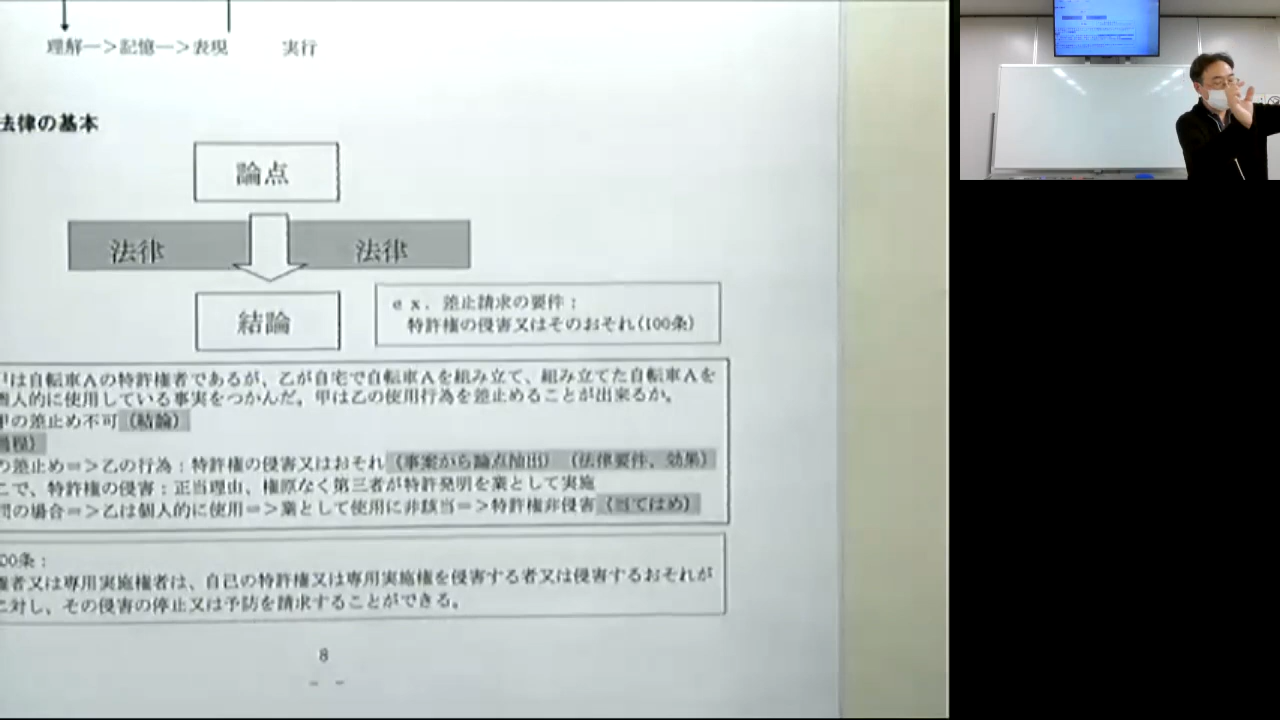 理解―>記憶―>表現　　実行
法律の基本
論点
法律　法律
結論
ｅｘ．差止請求の要件：
特許権の侵害又はそのおそれ(100条)
甲は自転車Ａの特許権者であるが、乙が自宅で自転車Ａを組み立て、組み立てた自転車Ａを
個人的に使用している事実をつかんだ。甲は乙の使用行為を差止めることが出来るか。
甲の差止め不可（結論）
過程）
の差止め＝>乙の行為：特許権の侵害又はおそれ（事案から論点抽出）（法律要件、効果）
こで、特許権の侵害：正当理由、権原なく第三者が特許発明を業として実施
問の場合＝>乙は個人的に使用＝>業として使用に非該当＝>特許権非侵害（当てはめ）
00条：
権者又は専用実施権者は、自己の特許権又は専用実施権を侵害する者又は侵害するおそれが
に対し、その侵害の停止又は予防を請求することができる。
8